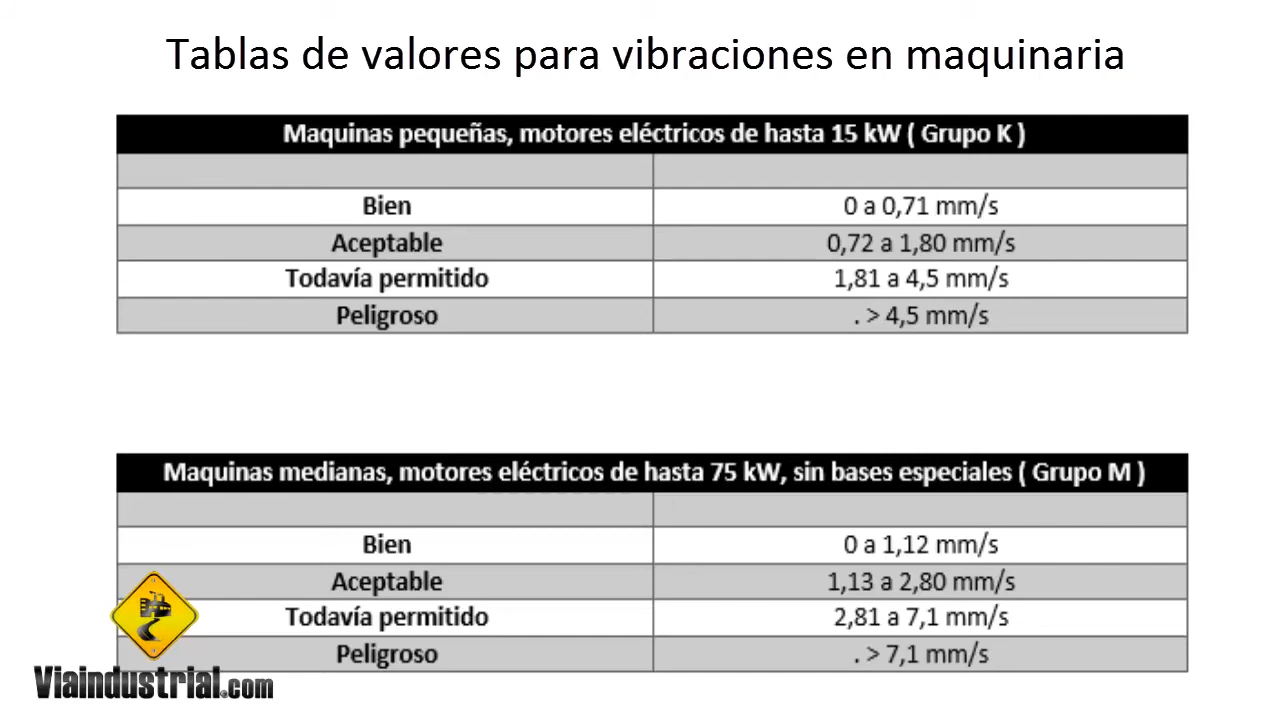 Tablas de valores para vibraciones en maquinaria
Maquinas pequeñas, motores eléctricos de hasta 15 kW ( Grupo K )
Bien 0 a 0,71 mm/s
Aceptable 0,72 a 1,80 mm/s
Todavía permitido 1,81 a 4,5 mm/s
Peligroso . > 4,5 mm/s
Maquinas medianas, motores eléctricos de hasta 75 kW, sin bases especiales ( Grupo M )
Bien 0 a 1,12 mm/s
Aceptable 1,13 a 2,80 mm/s
Todavía permitido 2,81 a 7,1 mm/s
Peligroso . > 7,1 mm/s
Viaindustrial.com